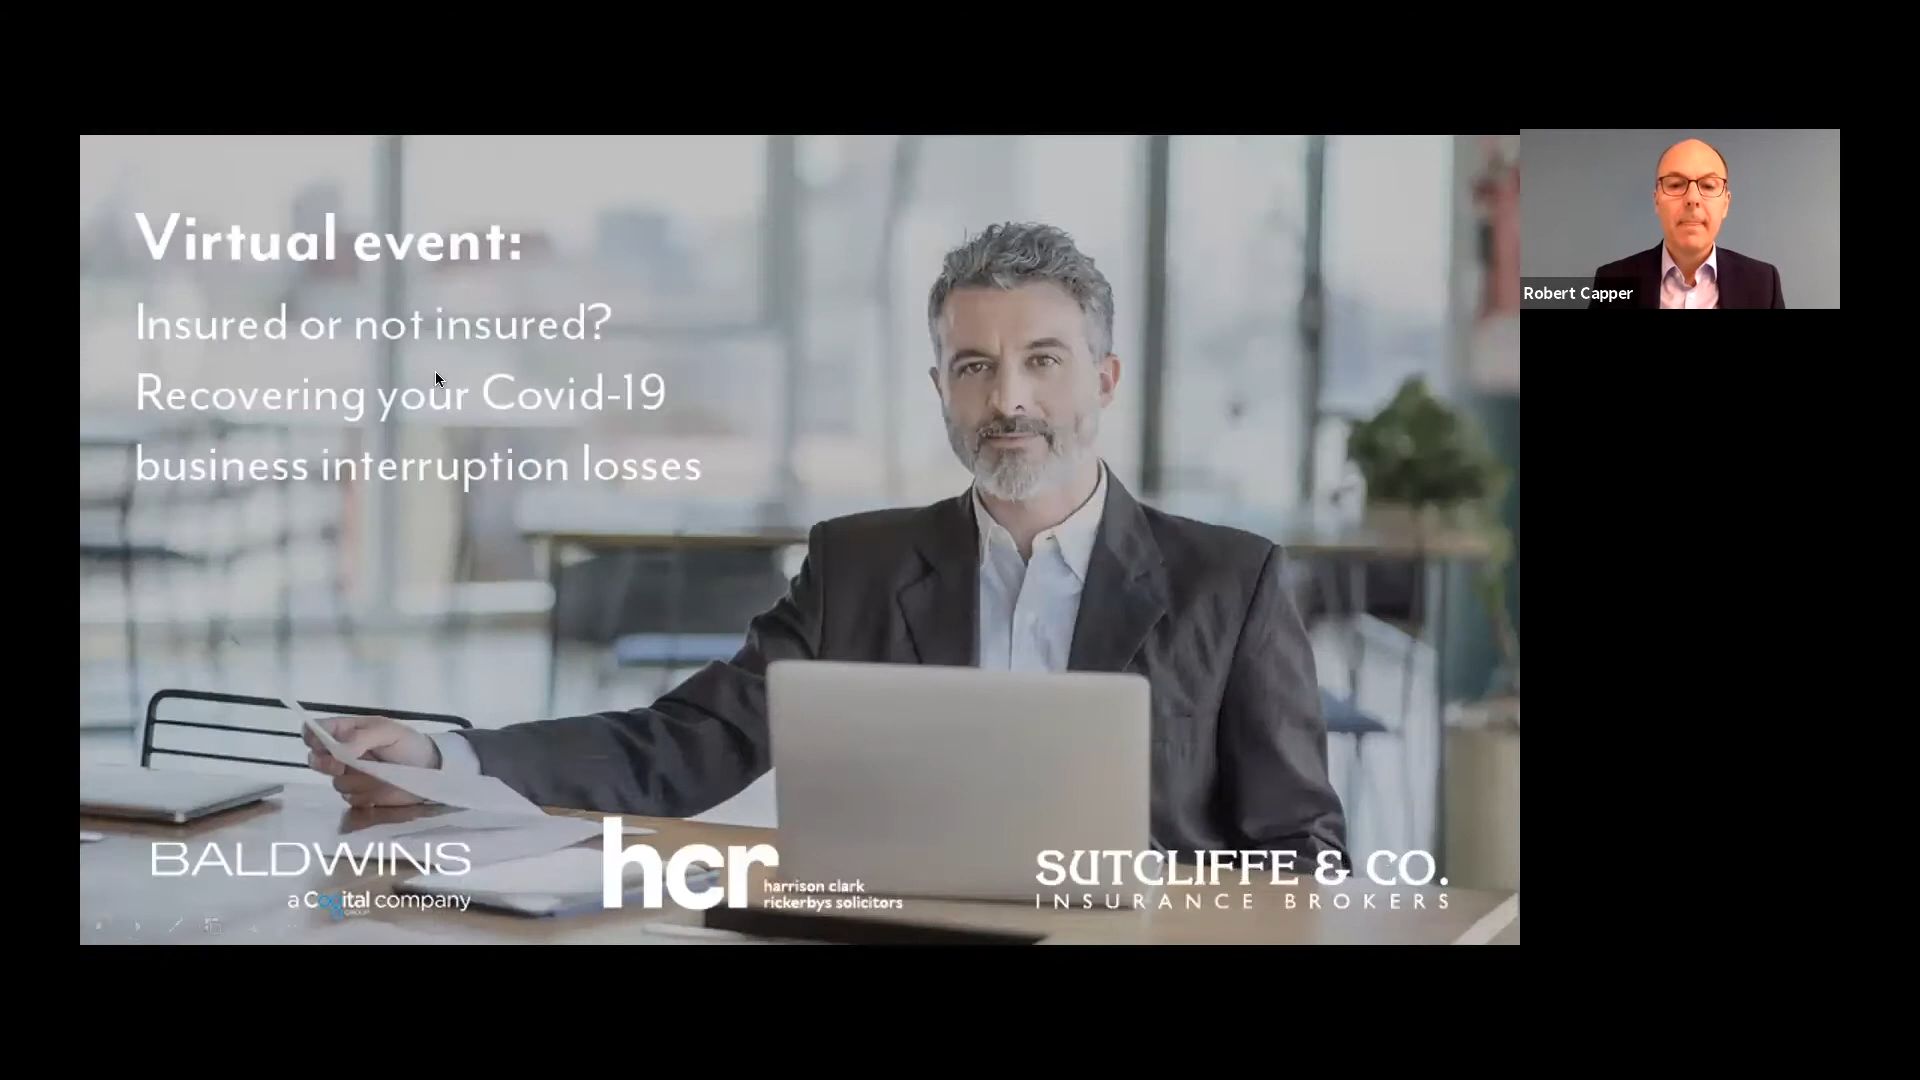 Virtual event:
Insured or not insured?
Recovering your Covid-19
business interruption losses
Robert Capper
BALDWINS
a Cogital company
GROUP
hcr
harrison clark
rickerbys solicitors
SUTCLIFFE & CO.
INSURANCE BROKERS